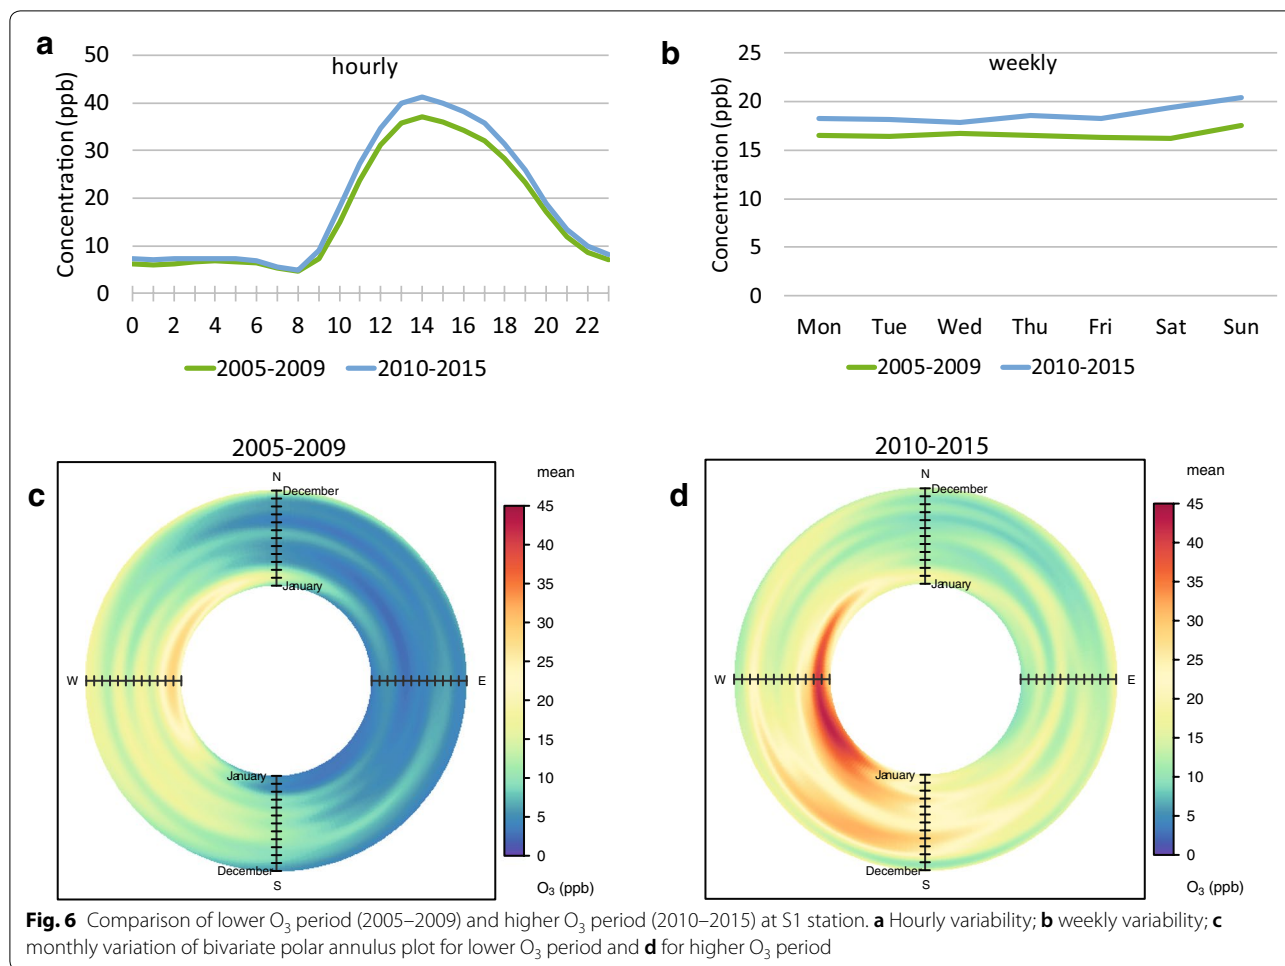 a
hourly
Concentration (ppb)
50
40
30
20
10
0
0 2 4 6 8 10 12 14 16 18 20 22
2005-2009 2010-2015
b
weekly
Concentration (ppb)
25
20
15
10
5
0
Mon Tue Wed Thu Fri Sat Sun
2005-2009 2010-2015
2005-2009
c
N
December
January
W
E
January
December
S
mean
45
40
35
30
25
20
15
10
5
0
O₃ (ppb)
2010-2015
d
N
December
January
W
E
January
December
S
mean
45
40
35
30
25
20
15
10
5
0
O₃ (ppb)
Fig. 6 Comparison of lower O₃ period (2005–2009) and higher O₃ period (2010–2015) at S1 station. a Hourly variability; b weekly variability; c
monthly variation of bivariate polar annulus plot for lower O₃ period and d for higher O₃ period